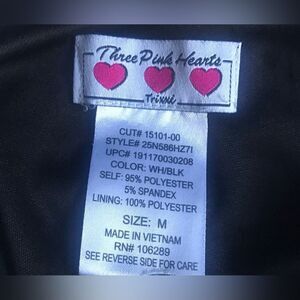 Three Pink Hearts
Trixxi
CUT# 15101-00
STYLE# 25N586HZ7I
UPC# 191170030208
COLOR: WH/BLK
SELF: 95% POLYESTER
5% SPANDEX
LINING: 100% POLYESTER
SIZE: M
MADE IN VIETNAM
RN# 106289
SEE REVERSE SIDE FOR CARE